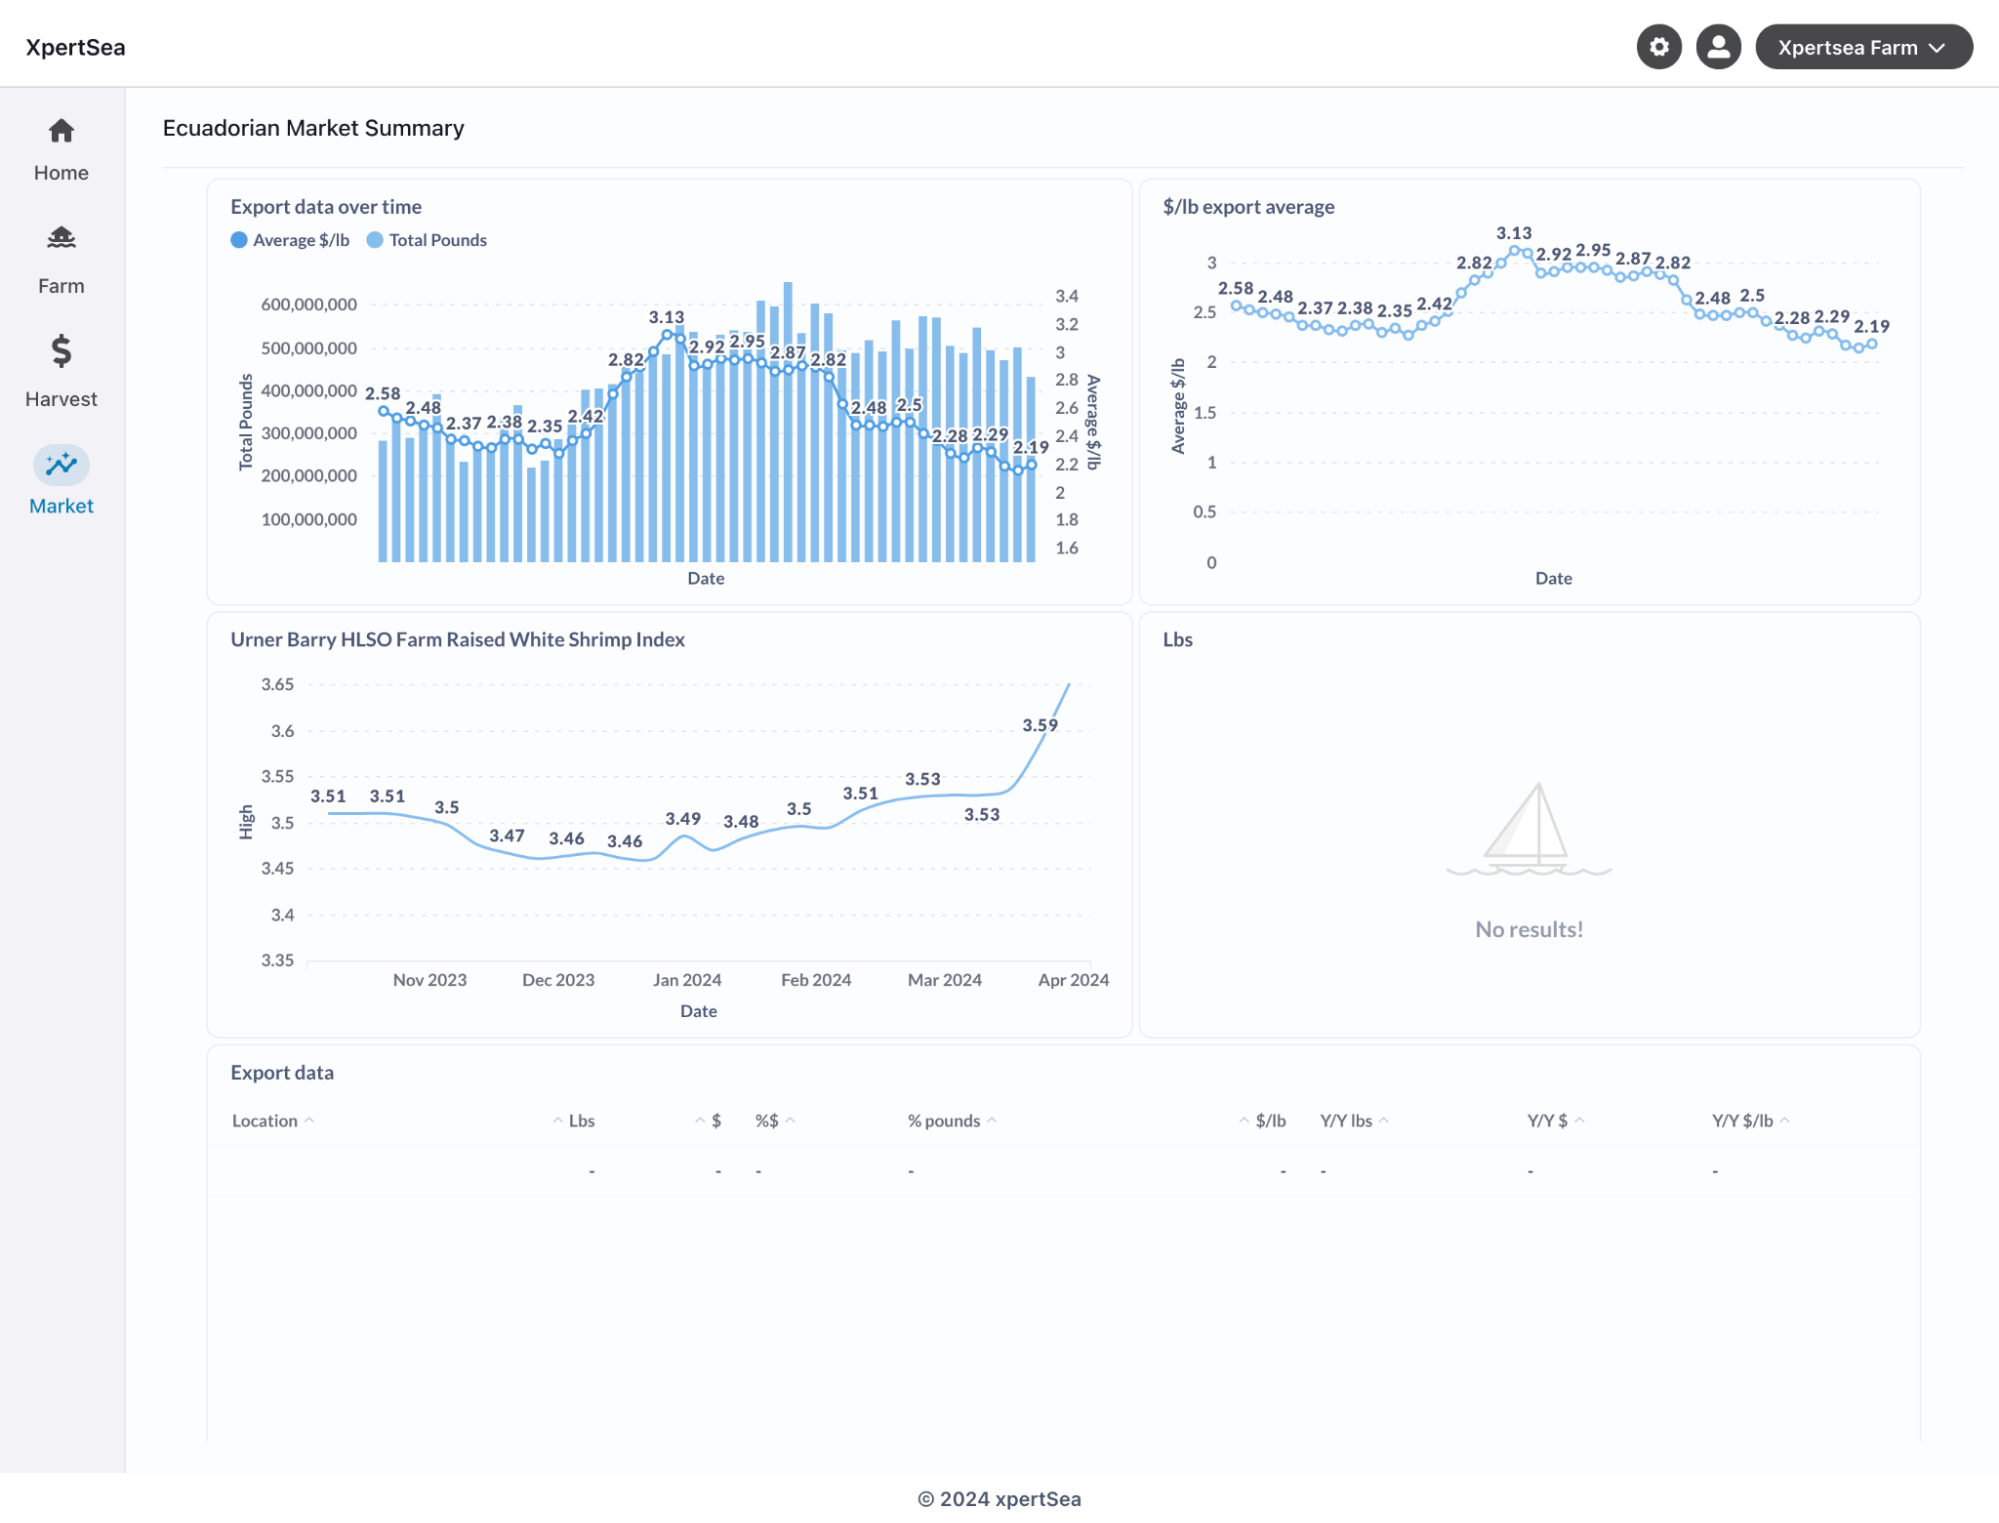 XpertSea
Xpertsea Farm
Home
Farm
Harvest
Market
Ecuadorian Market Summary
Export data over time
Average $/lb Total Pounds
600,000,000
500,000,000
400,000,000
300,000,000
200,000,000
100,000,000
Total Pounds
2.58 2.48 2.37 2.38 2.35 2.42 2.82 3.13 2.92 2.95 2.87 2.82 2.48 2.5 2.28 2.29 2.19
3.4
3.2
3
2.8
2.6
2.4
2.2
2
1.8
1.6
Average $/lb
Date
$/lb export average
3
2.5
2
1.5
1
0.5
0
Average $/lb
2.58 2.48 2.37 2.38 2.35 2.42 2.82 3.13 2.92 2.95 2.87 2.82 2.48 2.5 2.28 2.29 2.19
Date
Urner Barry HLSO Farm Raised White Shrimp Index
3.65
3.6
3.55
3.5
3.45
3.4
3.35
High
3.51 3.51 3.5 3.47 3.46 3.46 3.49 3.48 3.5 3.51 3.53 3.53 3.59
Nov 2023 Dec 2023 Jan 2024 Feb 2024 Mar 2024 Apr 2024
Date
Lbs
No results!
Export data
Location Lbs $ %$ % pounds $/lb Y/Y lbs Y/Y $ Y/Y $/lb
- - - - - - - -
© 2024 xpertSea